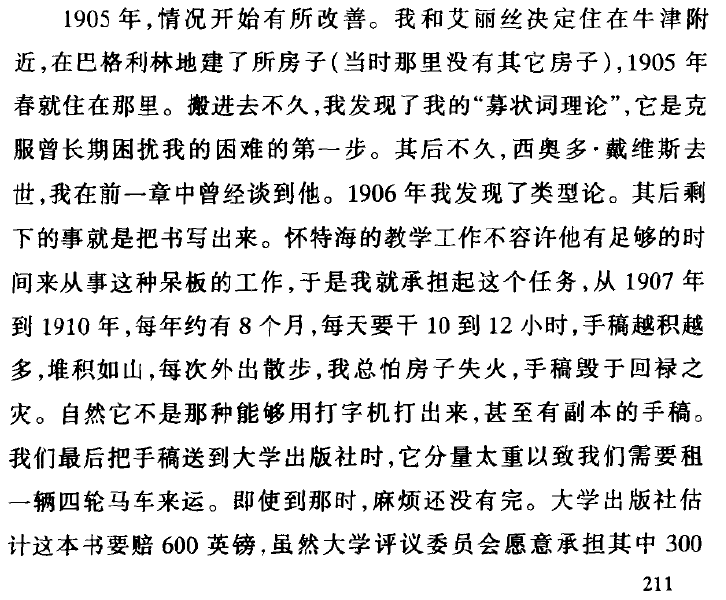 1905 年,情况开始有所改善。我和艾丽丝决定住在牛津附
近,在巴格利林地建了所房子(当时那里没有其它房子),1905 年
春就住在那里。搬进去不久,我发现了我的“摹状词理论”,它是克
服曾长期困扰我的困难的第一步。其后不久,西奥多·戴维斯去
世,我在前一章中曾经谈到他。1906 年我发现了类型论。其后剩
下的事就是把书写出来。怀特海的教学工作不容许他有足够的时
间来从事这种呆板的工作,于是我就承担起这个任务,从 1907 年
到 1910 年,每年约有 8 个月,每天要干 10 到 12 小时,手稿越积越
多,堆积如山,每次外出散步,我总怕房子失火,手稿毁于回禄之
灾。自然它不是那种能够用打字机打出来,甚至有副本的手稿。
我们最后把手稿送到大学出版社时,它分量太重以致我们需要租
一辆四轮马车来运。即使到那时,麻烦还没有完。大学出版社估
计这本书要赔 600 英镑,虽然大学评议委员会愿意承担其中 300
211